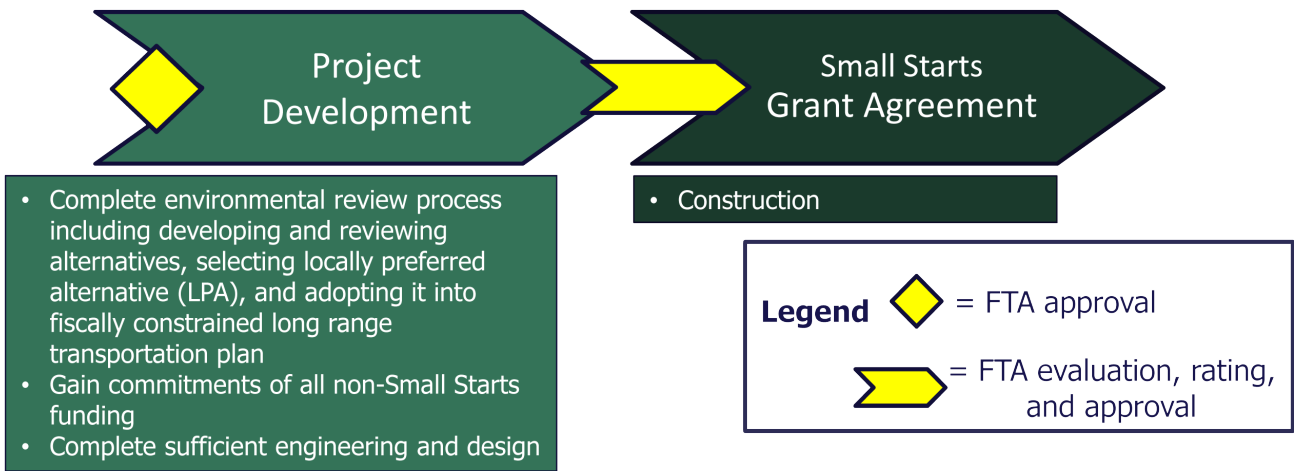 Project
Development
Small Starts
Grant Agreement
• Complete environmental review process
including developing and reviewing
alternatives, selecting locally preferred
alternative (LPA), and adopting it into
fiscally constrained long range
transportation plan
• Gain commitments of all non-Small Starts
funding
• Complete sufficient engineering and design
• Construction
Legend
= FTA approval
= FTA evaluation, rating,
and approval